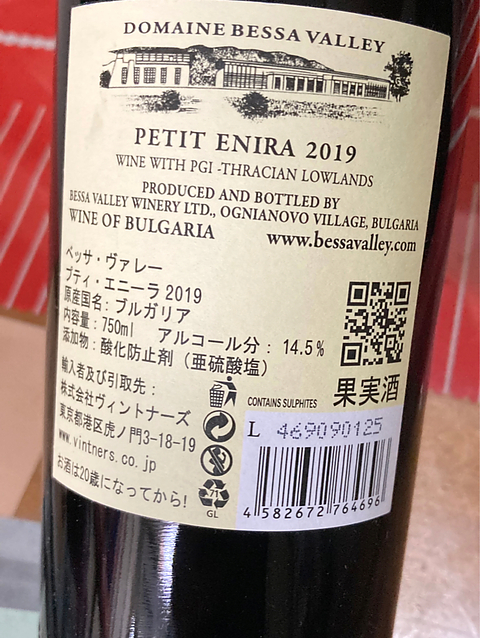 DOMAINE BESSA VALLEY
PETIT ENIRA 2019
WINE WITH PGI -THRACIAN LOWLANDS
PRODUCED AND BOTTLED BY
BESSA VALLEY WINERY LTD., OGNIANOVO VILLAGE, BULGARIA
WINE OF BULGARIA
www.bessavalley.com
ベッサ・ヴァレー
プティ・エニーラ 2019
原産国名：ブルガリア
内容量：750ml アルコール分：14.5%
添加物：酸化防止剤（亜硫酸塩）
輸入者及び引取先：
株式会社ヴィントナーズ
東京都港区虎ノ門3-18-19
www.vintners.co.jp
お酒は20歳になってから!
果実酒
CONTAINS SULPHITES
L 469090125
71
GL
4 582672 764696